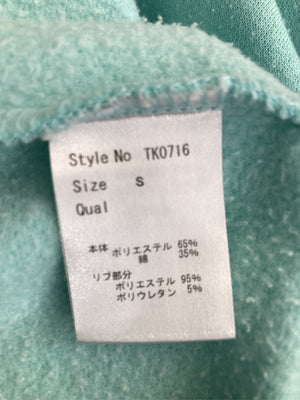 Style No TK0716
Size S
Qual
本体 ポリエステル 65%
綿 35%
リブ部分
ポリエステル 95%
ポリウレタン 5%